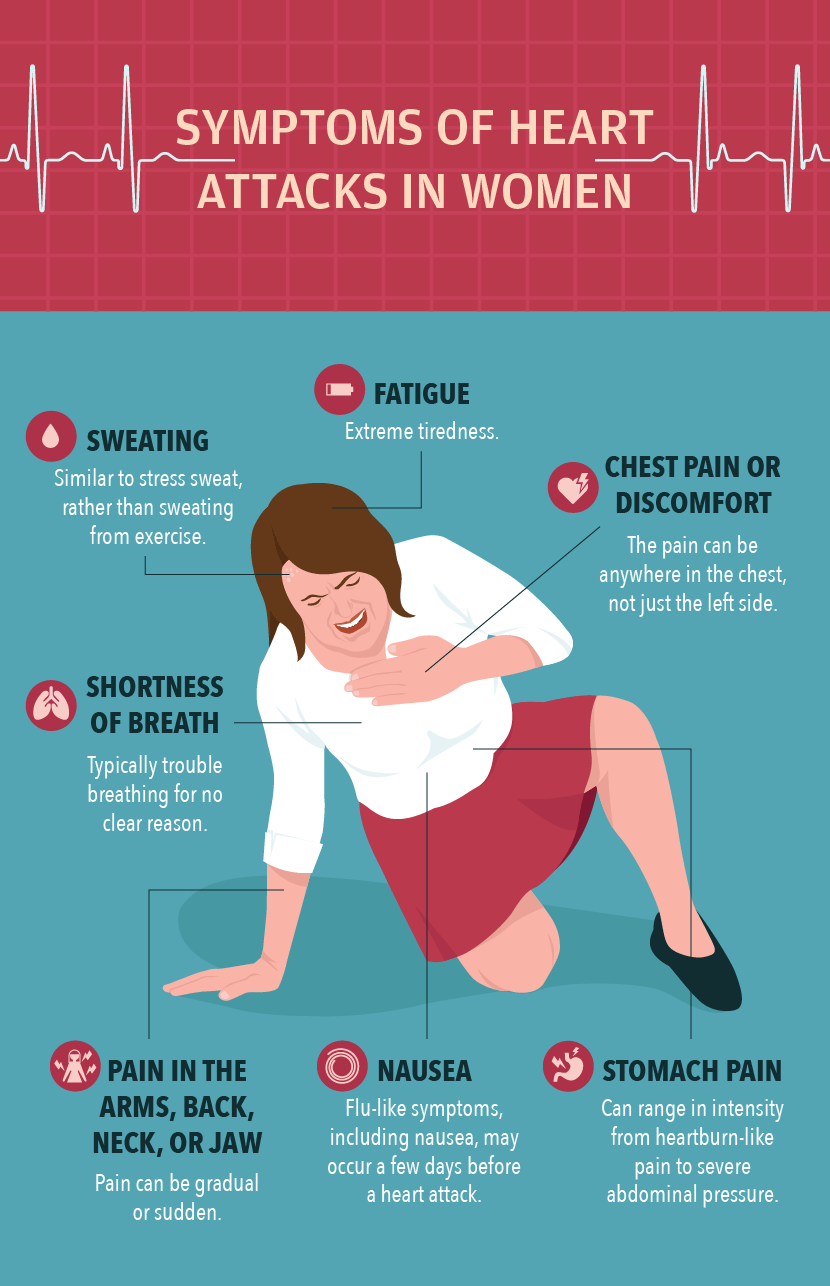 SYMPTOMS OF HEART
ATTACKS IN WOMEN
FATIGUE
Extreme tiredness.
SWEATING
Similar to stress sweat,
rather than sweating
from exercise.
CHEST PAIN OR
DISCOMFORT
The pain can be
anywhere in the chest,
not just the left side.
SHORTNESS
OF BREATH
Typically trouble
breathing for no
clear reason.
PAIN IN THE
ARMS, BACK,
NECK, OR JAW
Pain can be gradual
or sudden.
NAUSEA
Flu-like symptoms,
including nausea, may
occur a few days before
a heart attack.
STOMACH PAIN
Can range in intensity
from heartburn-like
pain to severe
abdominal pressure.